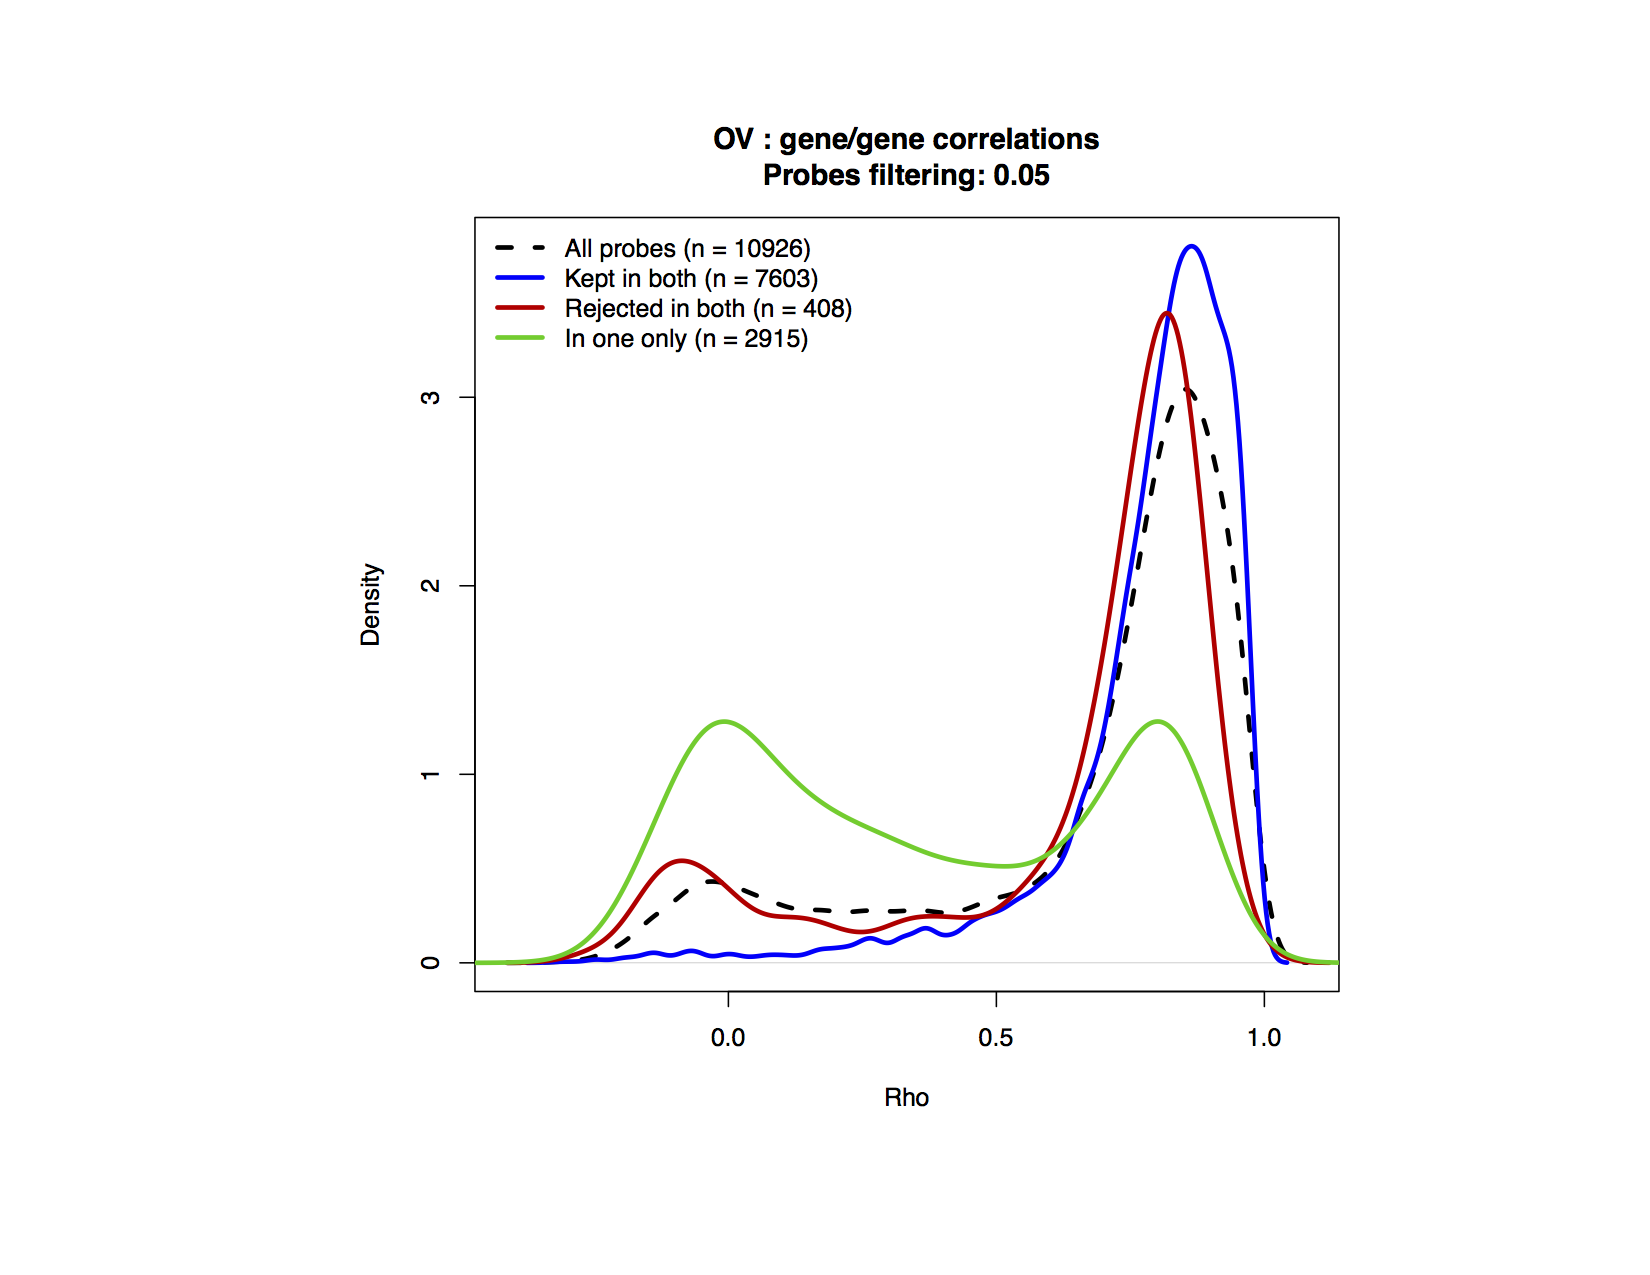 OV : gene/gene correlations
Probes filtering: 0.05
All probes (n = 10926)
Kept in both (n = 7603)
Rejected in both (n = 408)
In one only (n = 2915)
Density
3
2
1
0
0.0 0.5 1.0
Rho